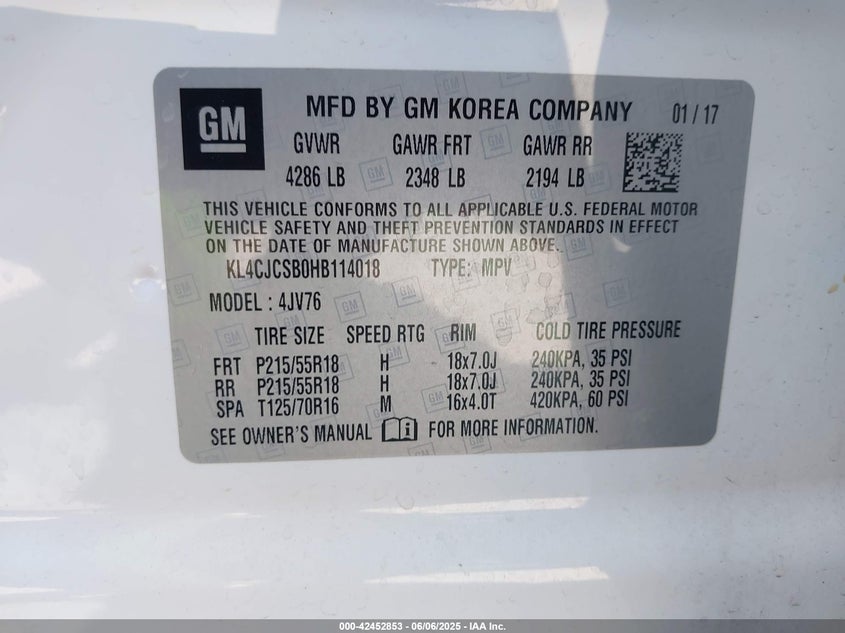 GM MFD BY GM KOREA COMPANY 01 / 17
GVWR GAWR FRT GAWR RR
4286 LB 2348 LB 2194 LB
THIS VEHICLE CONFORMS TO ALL APPLICABLE U.S. FEDERAL MOTOR
VEHICLE SAFETY AND THEFT PREVENTION STANDARDS IN EFFECT
ON THE DATE OF MANUFACTURE SHOWN ABOVE.
KL4CJCSB0HB114018 TYPE: MPV
MODEL : 4JV76
TIRE SIZE SPEED RTG RIM COLD TIRE PRESSURE
FRT P215/55R18 H 18x7.0J 240KPA, 35 PSI
RR P215/55R18 H 18x7.0J 240KPA, 35 PSI
SPA T125/70R16 M 16x4.0T 420KPA, 60 PSI
SEE OWNER'S MANUAL FOR MORE INFORMATION.
000-42452853 - 06/06/2025 - IAA Inc.